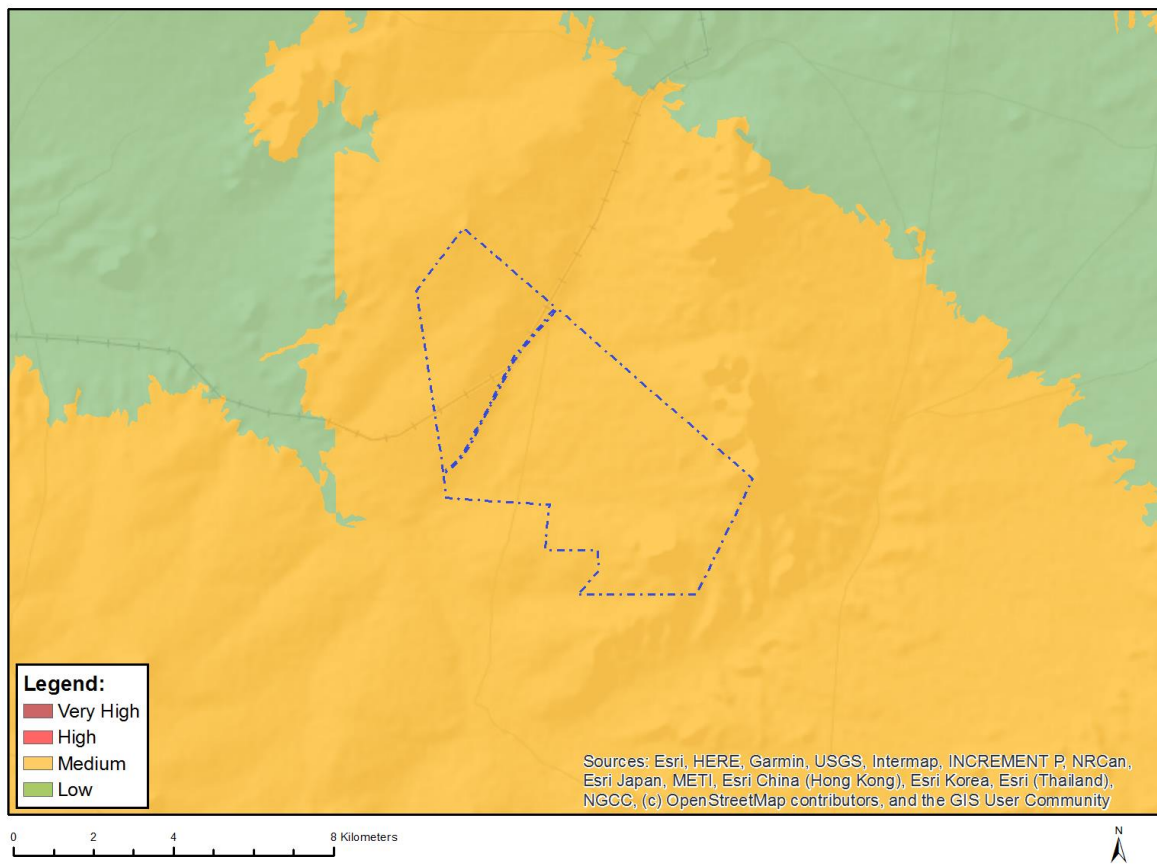 Legend:
Very High
High
Medium
Low
Sources: Esri, HERE, Garmin, USGS, Intermap, INCREMENT P, NRCan,
Esri Japan, METI, Esri China (Hong Kong), Esri Korea, Esri (Thailand),
NGCC, (c) OpenStreetMap contributors, and the GIS User Community
0 2 4 8 Kilometers
N